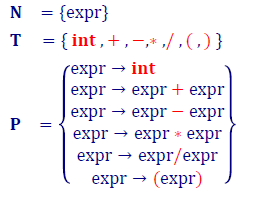 N = {expr}
T = { int , + , − ,* , / , ( , ) }
expr → int
expr → expr + expr
expr → expr − expr
P = expr → expr * expr
expr → expr/expr
expr → (expr)